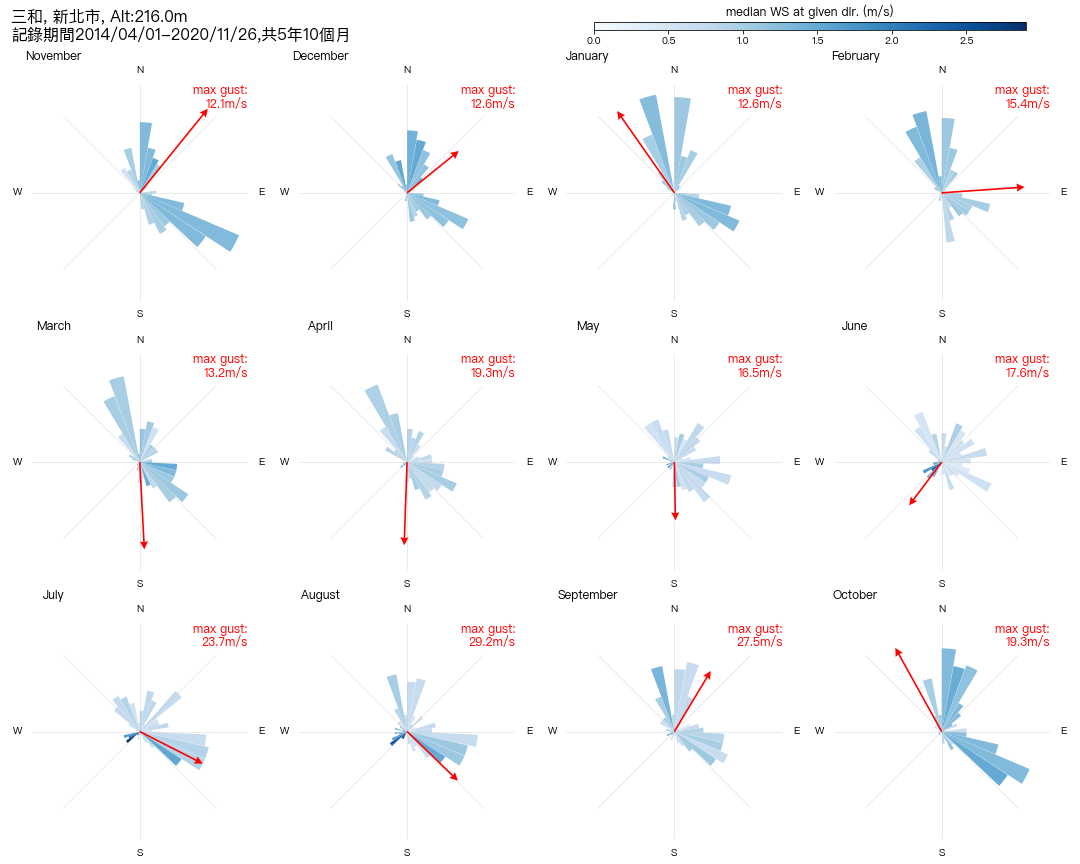 三和, 新北市, Alt:216.0m
記錄期間2014/04/01–2020/11/26,共5年10個月
median WS at given dir. (m/s)
0.0 0.5 1.0 1.5 2.0 2.5
November
N
max gust:
12.1m/s
W
E
S
December
N
max gust:
12.6m/s
W
E
S
January
N
max gust:
12.6m/s
W
E
S
February
N
max gust:
15.4m/s
W
E
S
March
N
max gust:
13.2m/s
W
E
S
April
N
max gust:
19.3m/s
W
E
S
May
N
max gust:
16.5m/s
W
E
S
June
N
max gust:
17.6m/s
W
E
S
July
N
max gust:
23.7m/s
W
E
S
August
N
max gust:
29.2m/s
W
E
S
September
N
max gust:
27.5m/s
W
E
S
October
N
max gust:
19.3m/s
W
E
S